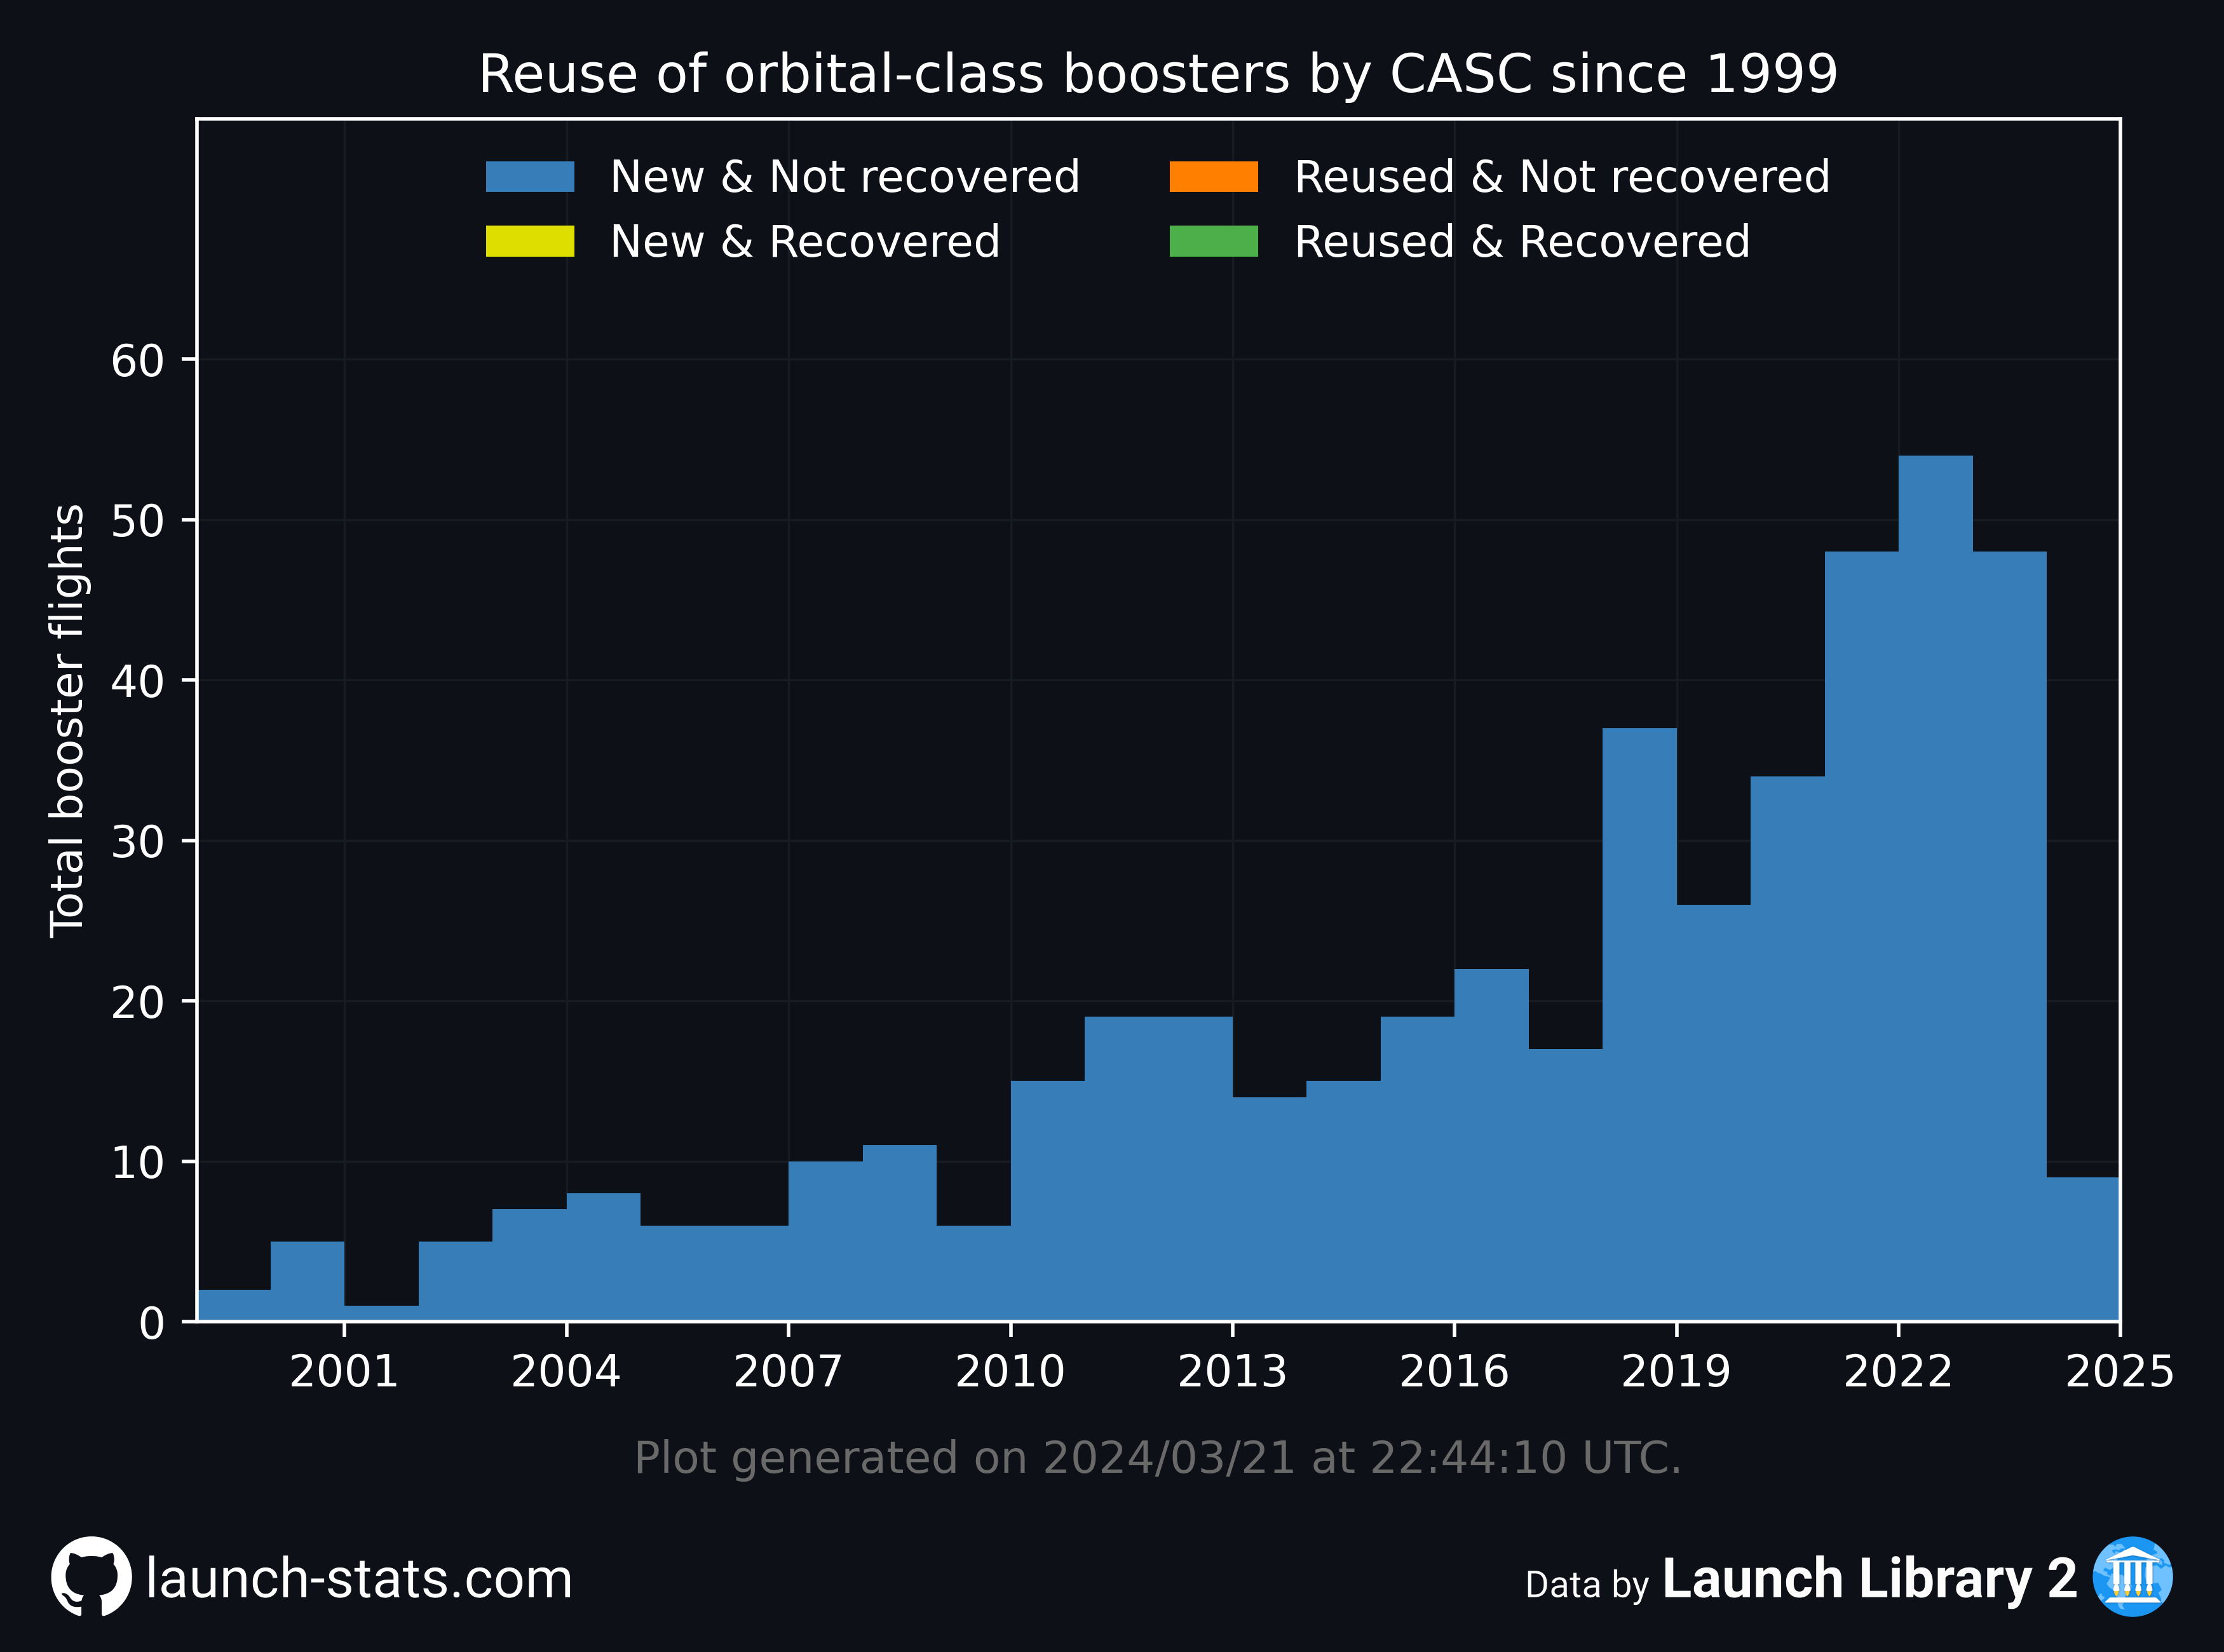 Reuse of orbital-class boosters by CASC since 1999
New & Not recovered
New & Recovered
Reused & Not recovered
Reused & Recovered
Total booster flights
60
50
40
30
20
10
0
2001 2004 2007 2010 2013 2016 2019 2022 2025
Plot generated on 2024/03/21 at 22:44:10 UTC.
launch-stats.com
Data by Launch Library 2